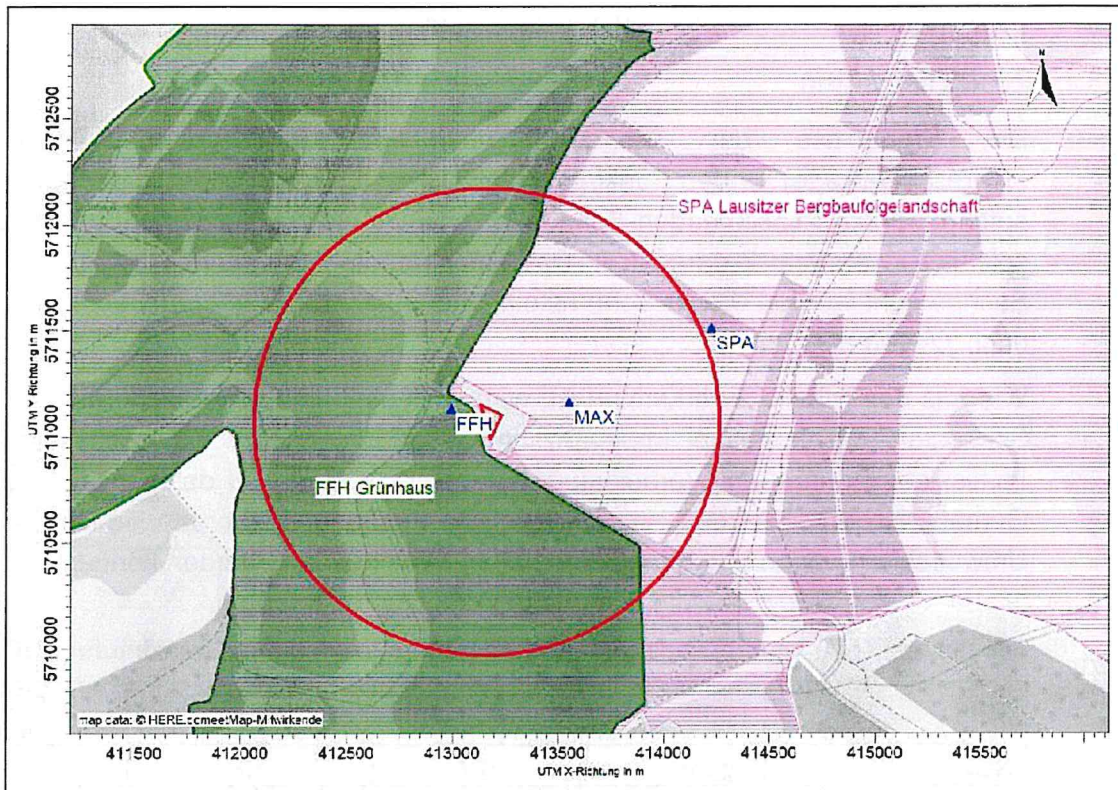 N
SPA Lausitzer Bergbaufolgelandschaft
SPA
MAX
FFH
FFH Grünhaus
UTM Y-Richtung in m
5712500
5712000
5711500
5711000
5710500
5710000
411500 412000 412500 413000 413500 414000 414500 415000 415500
UTM X-Richtung in m
map data: © HERE.com